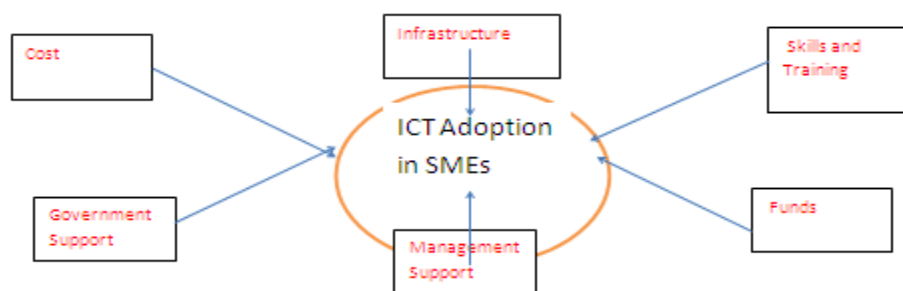 Cost
Infrastructure
Skills and
Training
ICT Adoption
in SMEs
Government
Support
Management
Support
Funds